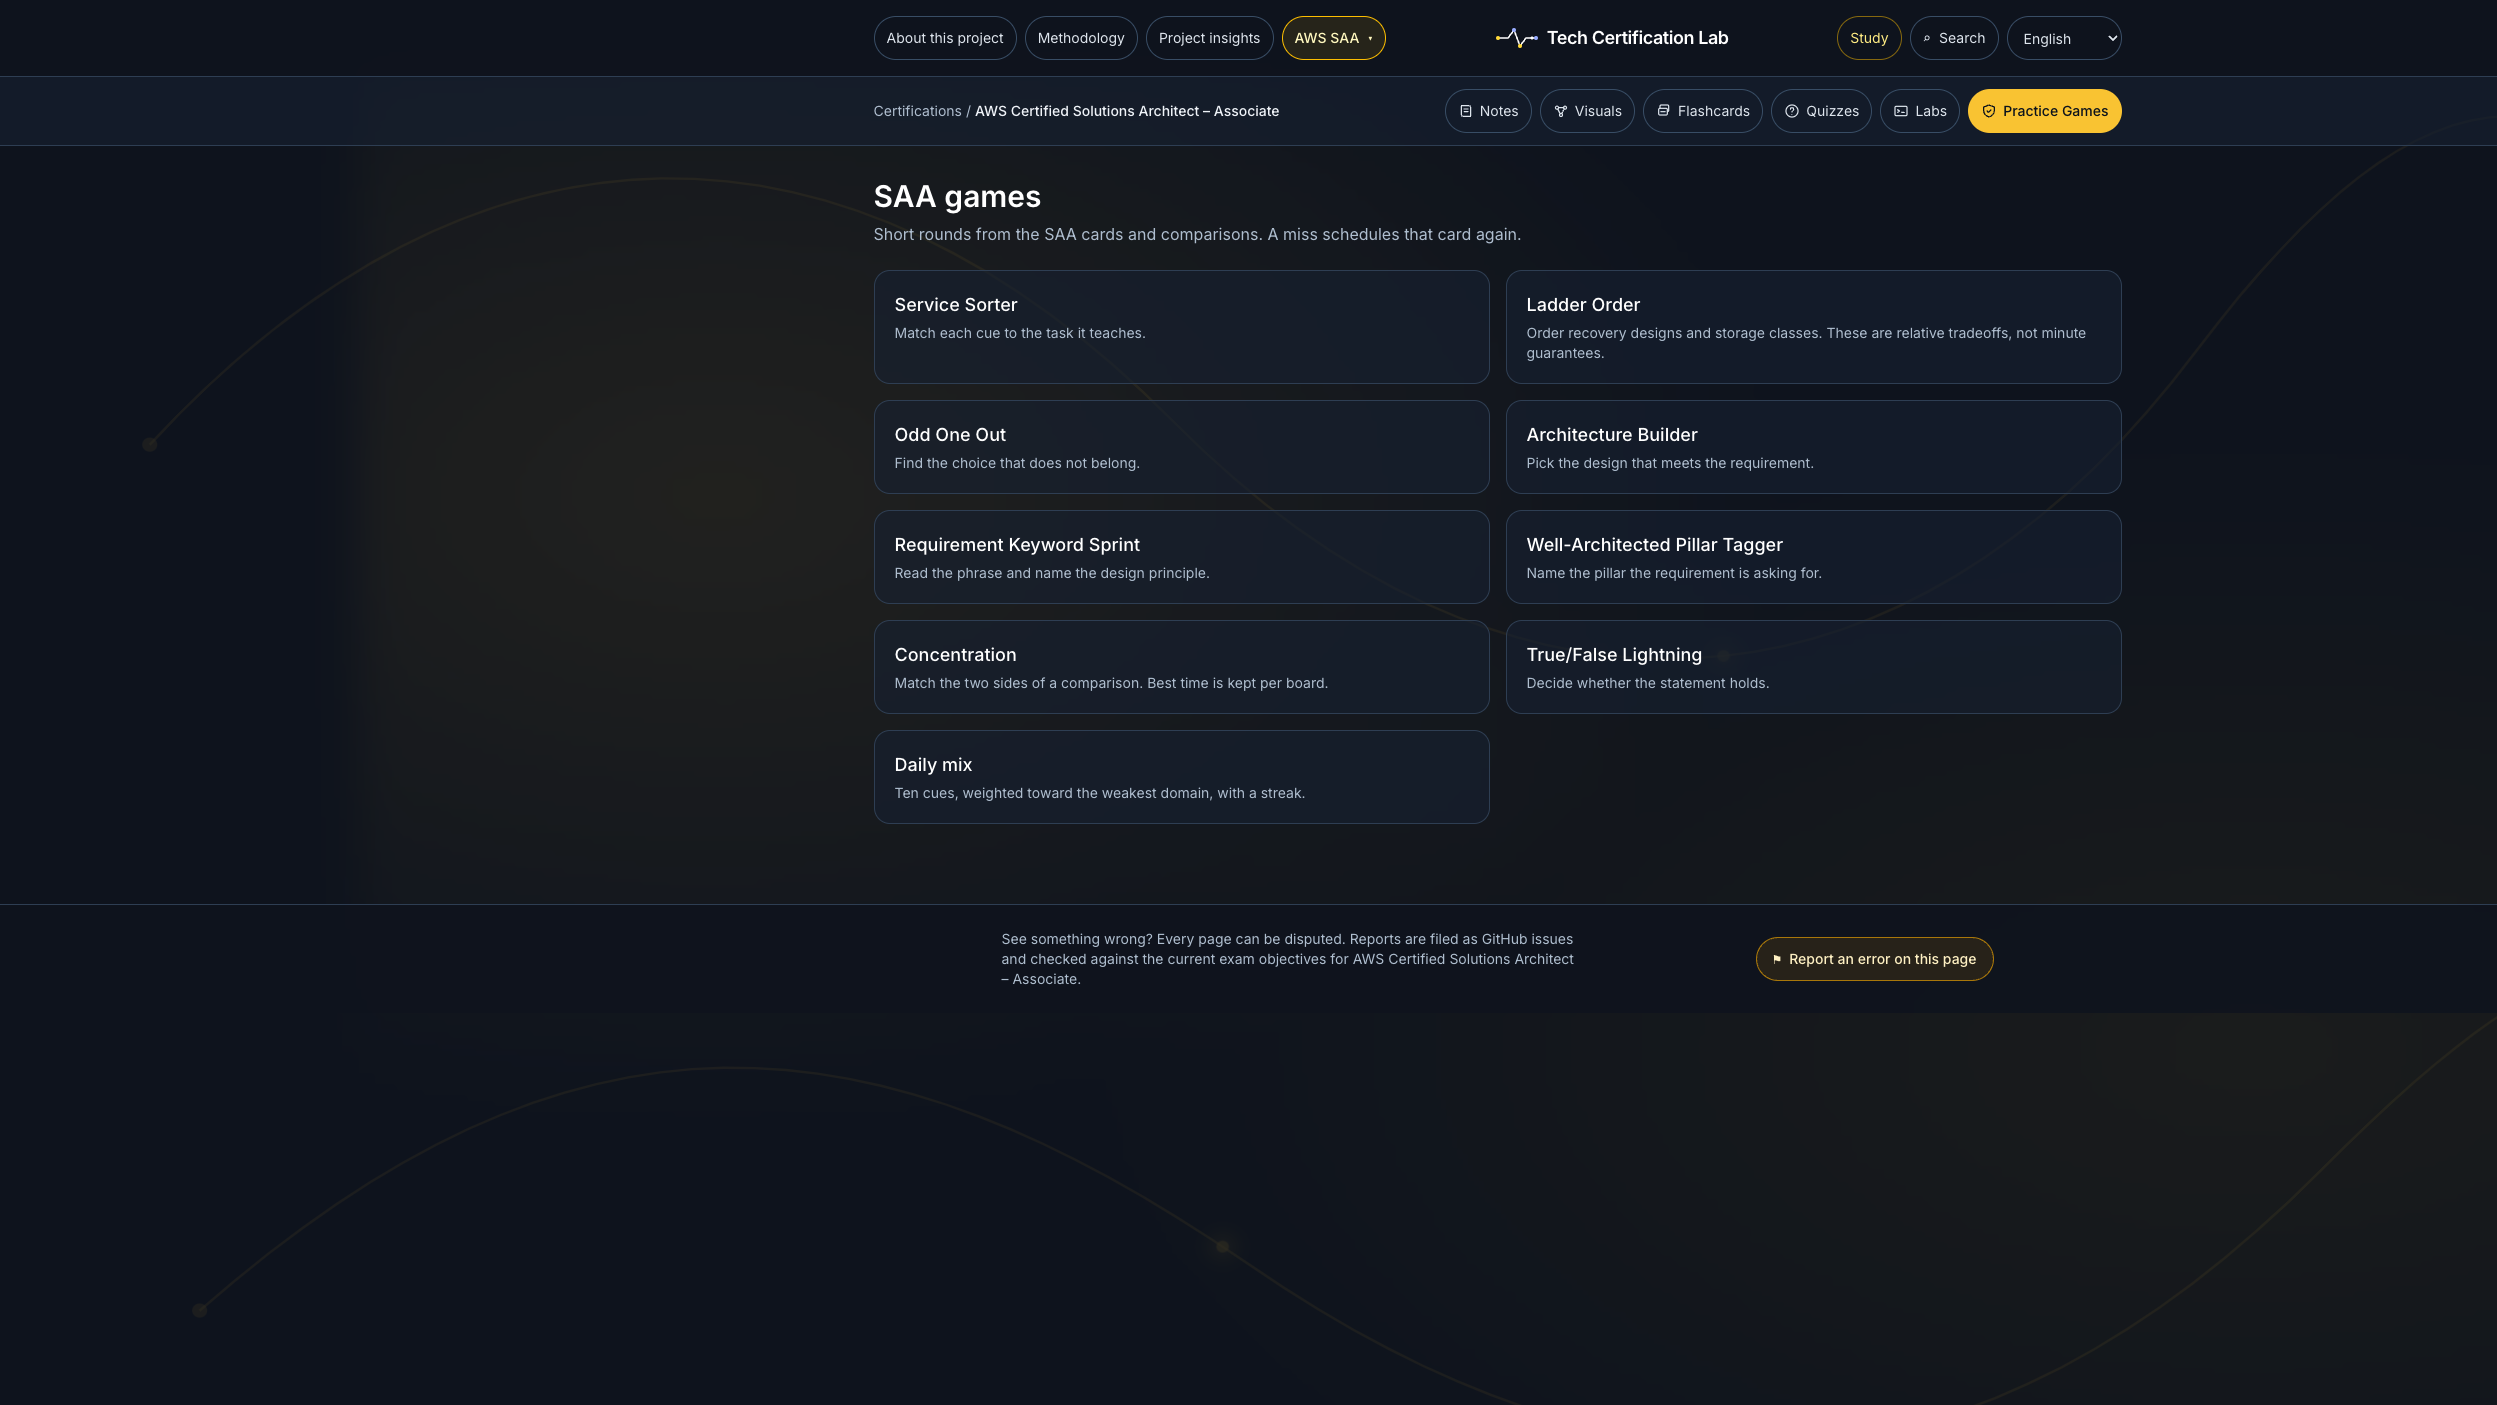 About this project
Methodology
Project insights
AWS SAA
Tech Certification Lab
Study
Search
English
Certifications / AWS Certified Solutions Architect – Associate
Notes
Visuals
Flashcards
Quizzes
Labs
Practice Games
SAA games
Short rounds from the SAA cards and comparisons. A miss schedules that card again.
Service Sorter
Match each cue to the task it teaches.
Ladder Order
Order recovery designs and storage classes. These are relative tradeoffs, not minute
guarantees.
Odd One Out
Find the choice that does not belong.
Architecture Builder
Pick the design that meets the requirement.
Requirement Keyword Sprint
Read the phrase and name the design principle.
Well-Architected Pillar Tagger
Name the pillar the requirement is asking for.
Concentration
Match the two sides of a comparison. Best time is kept per board.
True/False Lightning
Decide whether the statement holds.
Daily mix
Ten cues, weighted toward the weakest domain, with a streak.
See something wrong? Every page can be disputed. Reports are filed as GitHub issues
and checked against the current exam objectives for AWS Certified Solutions Architect
– Associate.
Report an error on this page